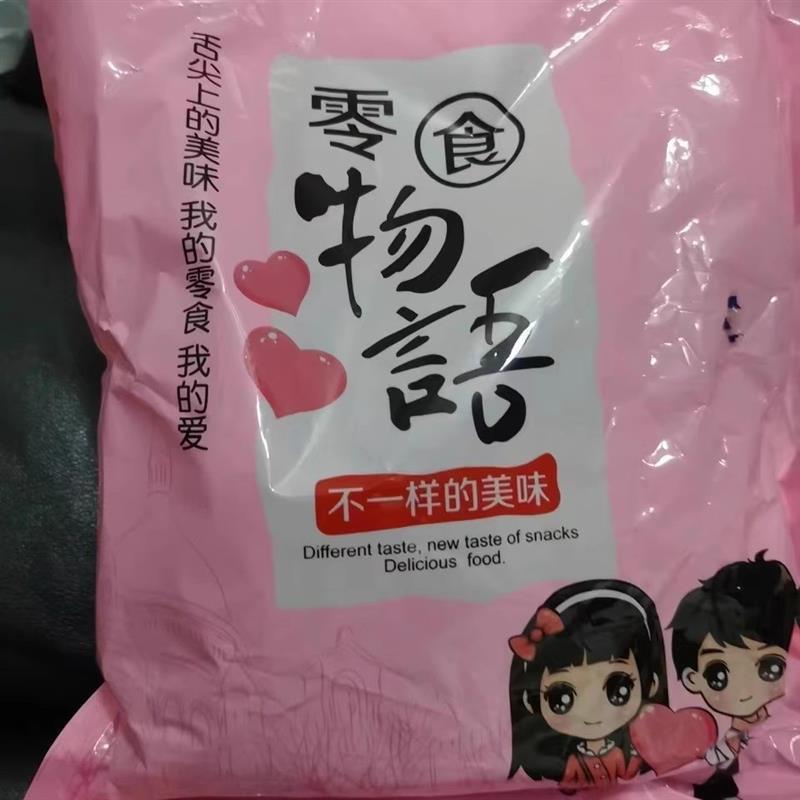 舌尖上的美味 我的零食 我的爱
零食
物語
不一样的美味
Different taste, new taste of snacks
Delicious food.